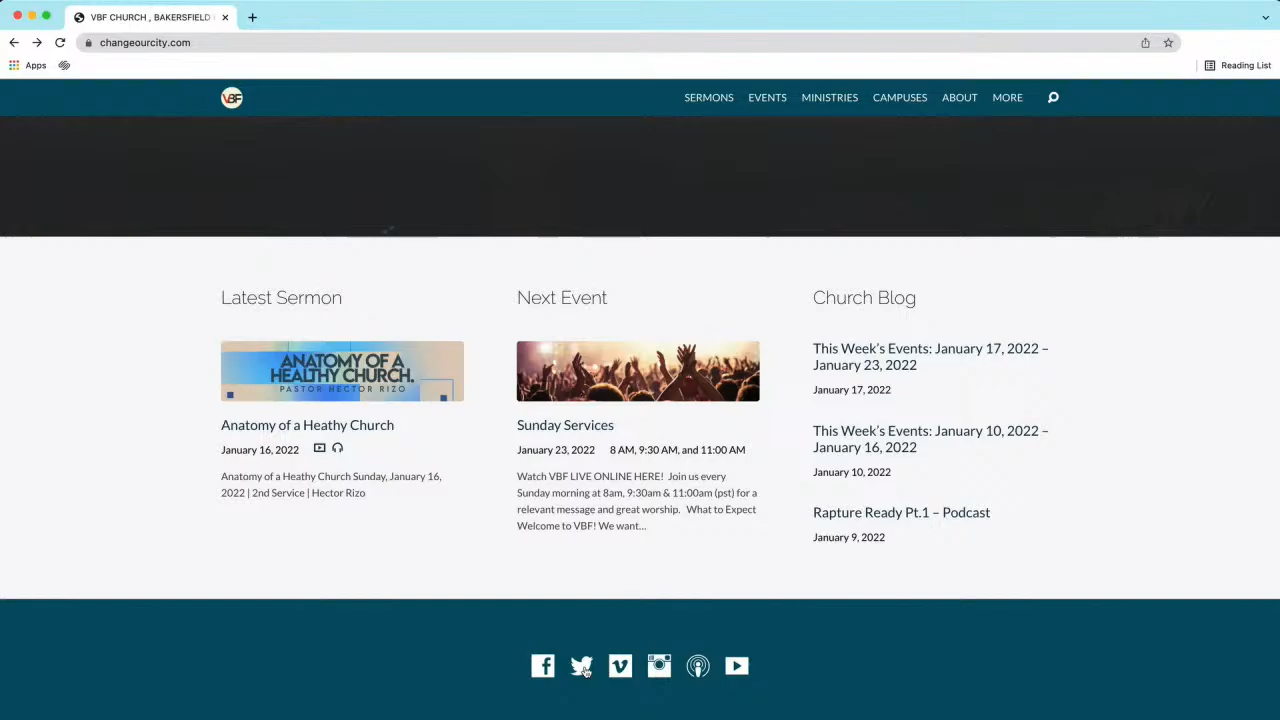 VBF CHURCH , BAKERSFIELD
changeourcity.com
Apps
Reading List
VBF
SERMONS EVENTS MINISTRIES CAMPUSES ABOUT MORE
Latest Sermon
ANATOMY OF A
HEALTHY CHURCH.
PASTOR HECTOR RIZO
Anatomy of a Heathy Church
January 16, 2022
Anatomy of a Heathy Church Sunday, January 16,
2022 | 2nd Service | Hector Rizo
Next Event
Sunday Services
January 23, 2022 8 AM, 9:30 AM, and 11:00 AM
Watch VBF LIVE ONLINE HERE! Join us every
Sunday morning at 8am, 9:30am & 11:00am (pst) for a
relevant message and great worship. What to Expect
Welcome to VBF! We want...
Church Blog
This Week's Events: January 17, 2022 –
January 23, 2022
January 17, 2022
This Week's Events: January 10, 2022 –
January 16, 2022
January 10, 2022
Rapture Ready Pt.1 – Podcast
January 9, 2022